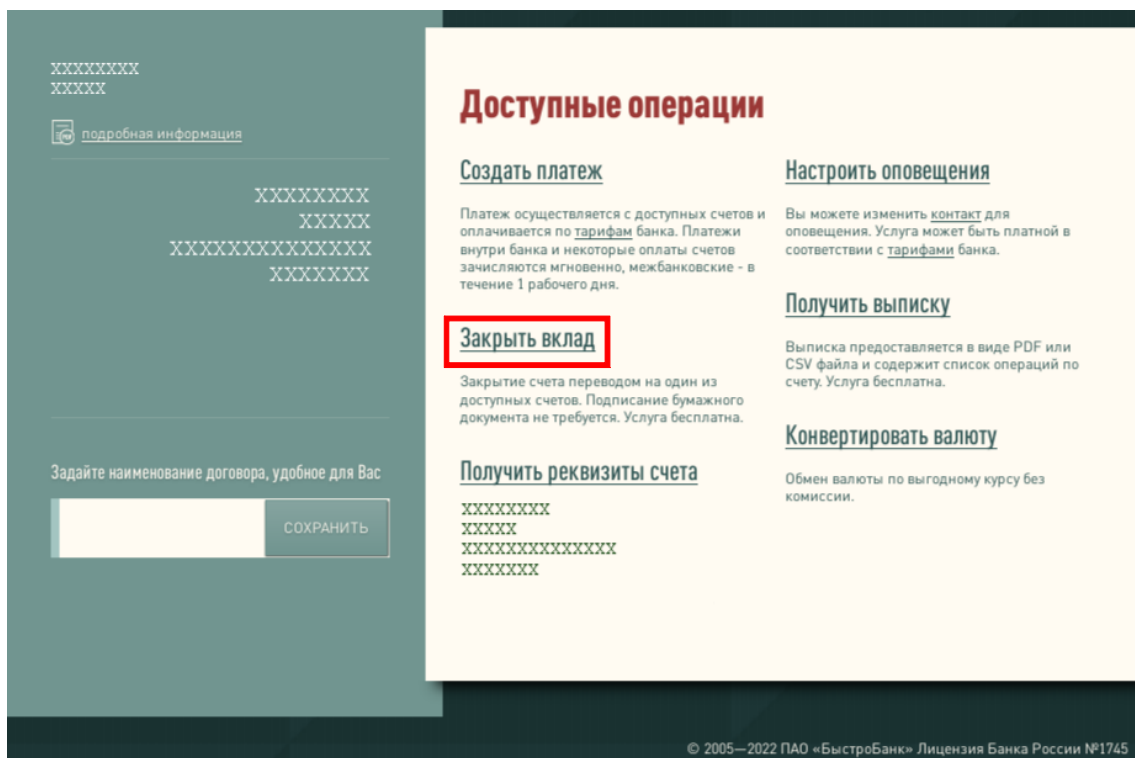 XXXXXXXX
XXXXX
подробная информация
XXXXXXXX
XXXXX
XXXXXXXXXXXXXX
XXXXXXX
Задайте наименование договора, удобное для Вас
СОХРАНИТЬ
Доступные операции
Создать платеж
Платеж осуществляется с доступных счетов и
оплачивается по тарифам банка. Платежи
внутри банка и некоторые оплаты счетов
зачисляются мгновенно, межбанковские - в
течение 1 рабочего дня.
Закрыть вклад
Закрытие счета переводом на один из
доступных счетов. Подписание бумажного
документа не требуется. Услуга бесплатна.
Получить реквизиты счета
XXXXXXXX
XXXXX
XXXXXXXXXXXXXX
XXXXXXX
Настроить оповещения
Вы можете изменить контакт для
оповещения. Услуга может быть платной в
соответствии с тарифами банка.
Получить выписку
Выписка предоставляется в виде PDF или
CSV файла и содержит список операций по
счету. Услуга бесплатна.
Конвертировать валюту
Обмен валюты по выгодному курсу без
комиссии.
© 2005—2022 ПАО «БыстроБанк» Лицензия Банка России №1745